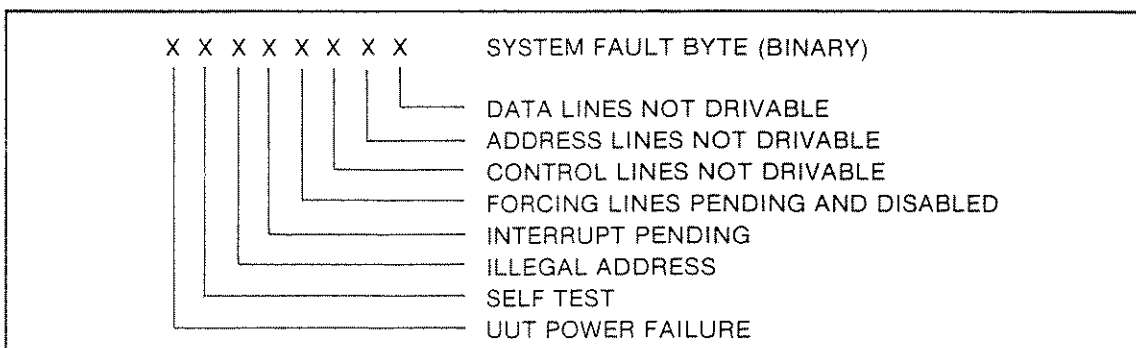 X X X X X X X X SYSTEM FAULT BYTE (BINARY)
DATA LINES NOT DRIVABLE
ADDRESS LINES NOT DRIVABLE
CONTROL LINES NOT DRIVABLE
FORCING LINES PENDING AND DISABLED
INTERRUPT PENDING
ILLEGAL ADDRESS
SELF TEST
UUT POWER FAILURE